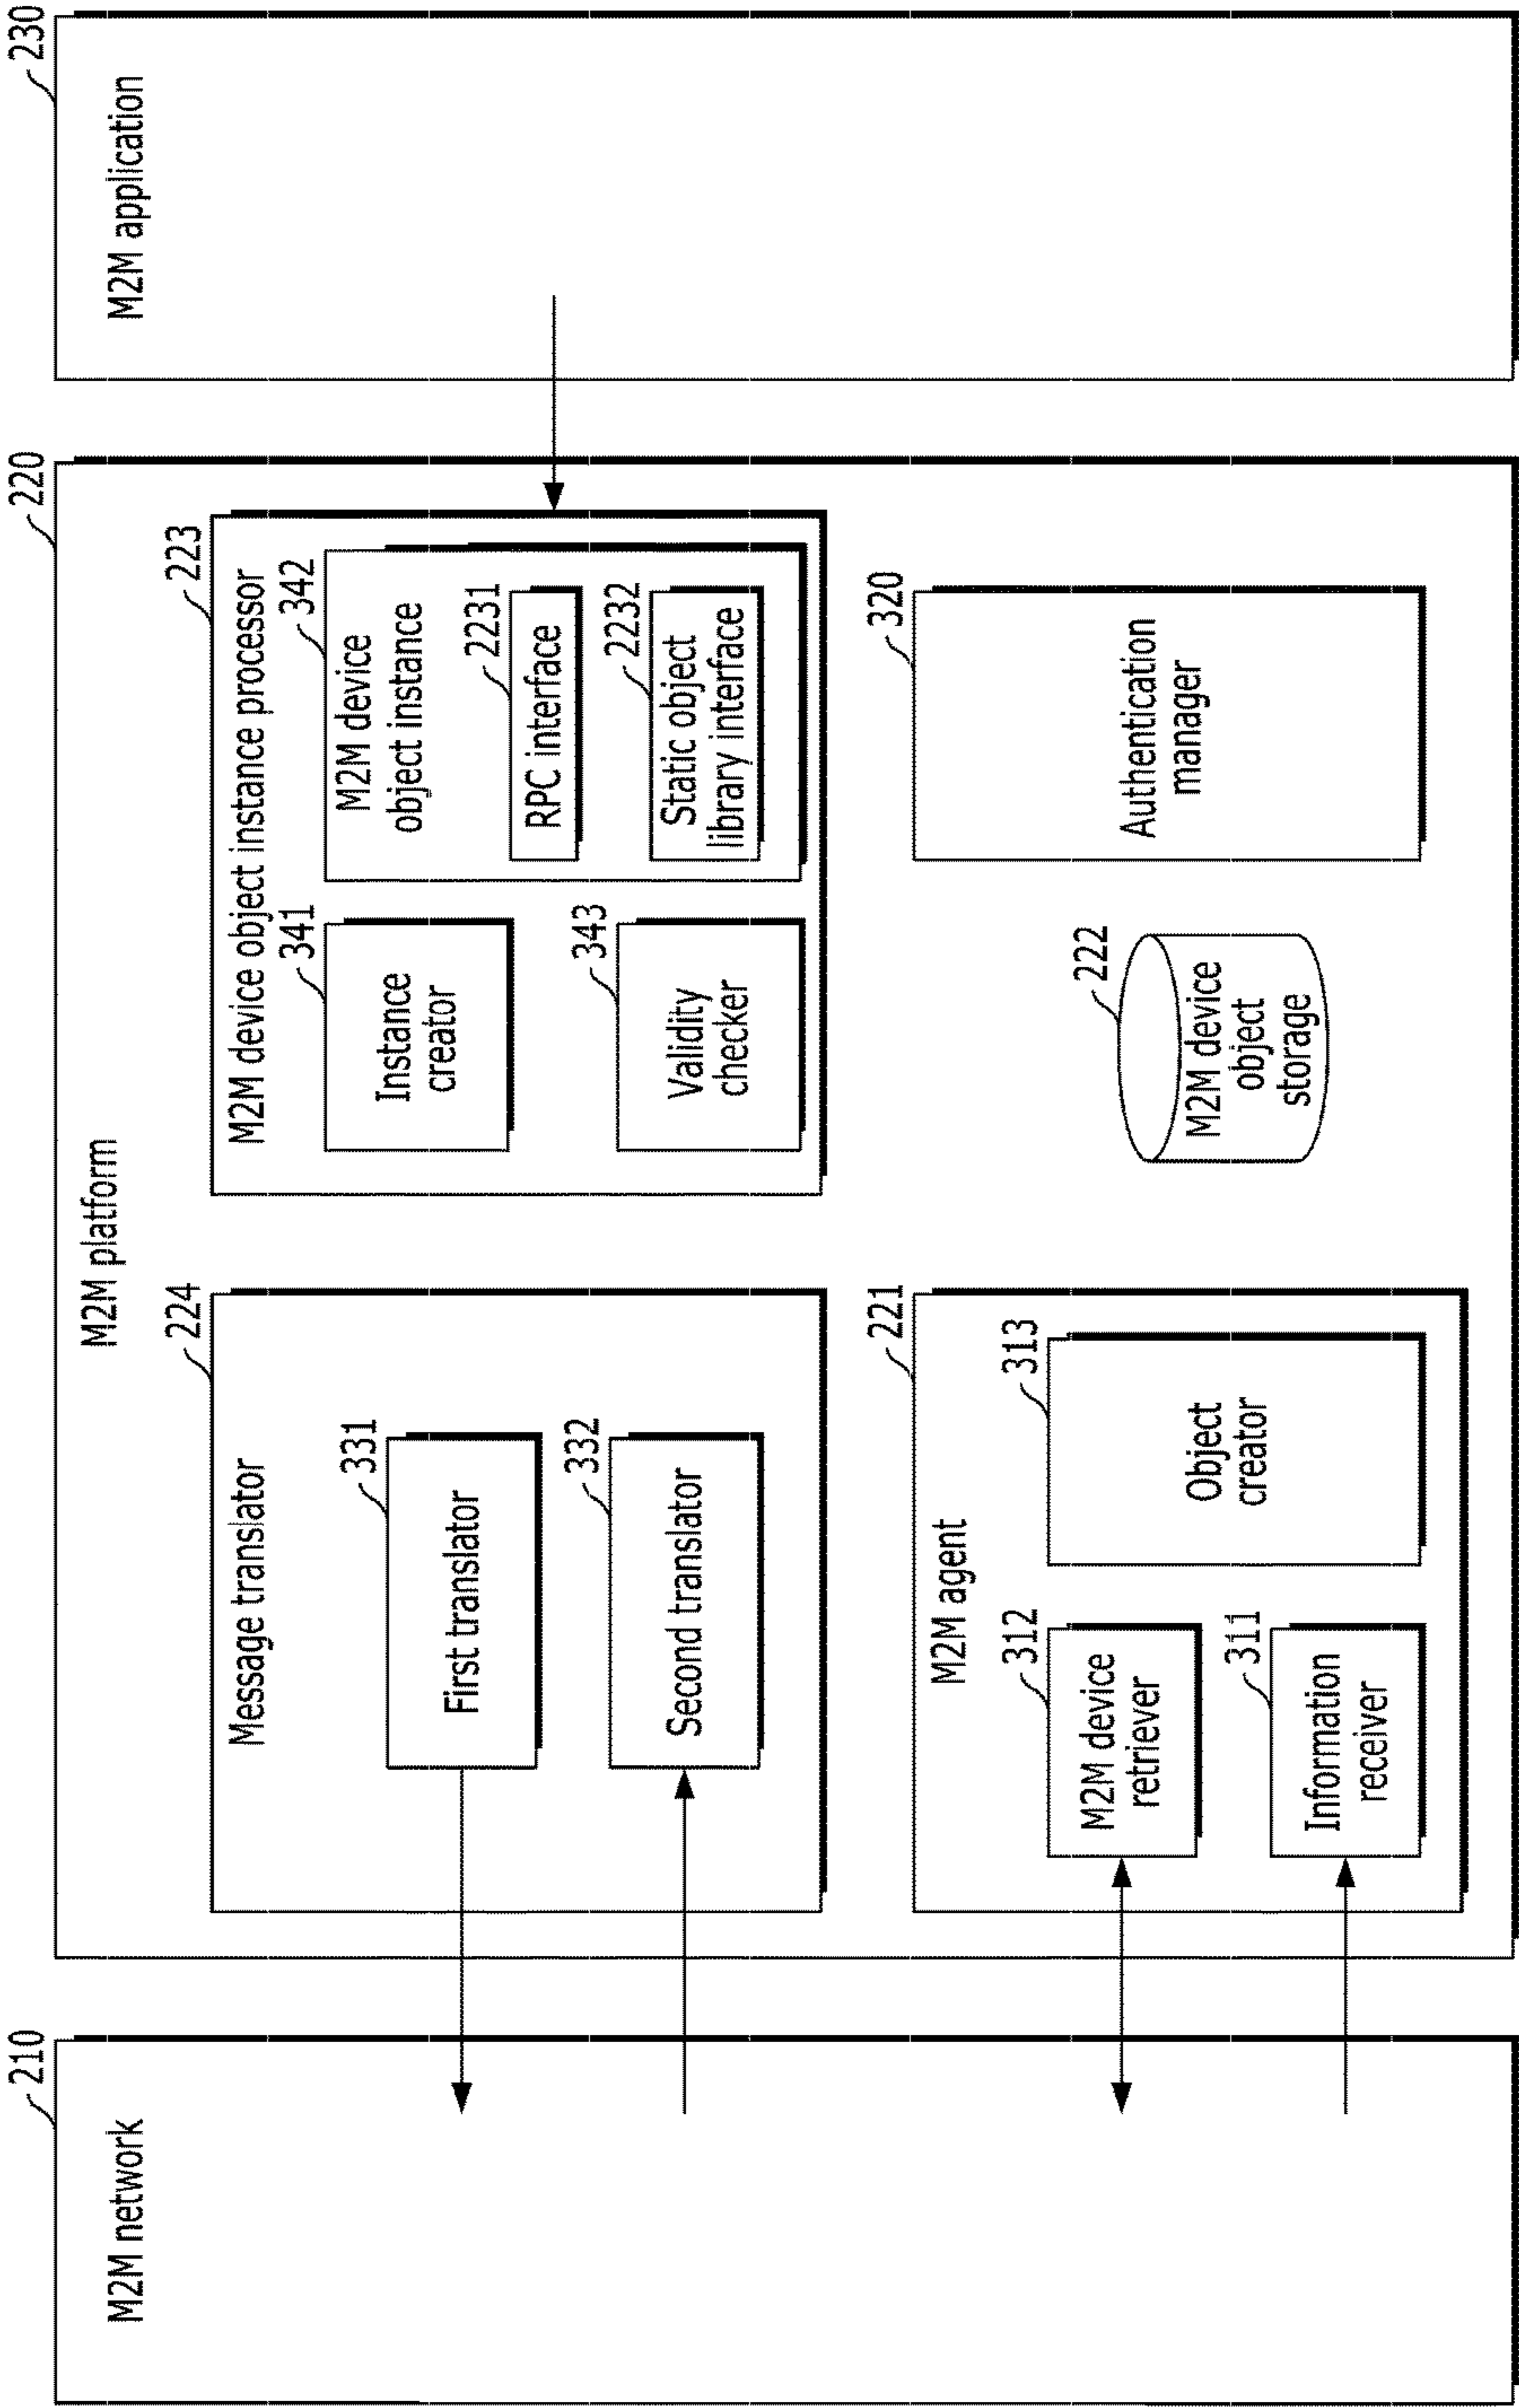 210
M2M network
220
M2M platform
224
Message translator
331
First translator
332
Second translator
223
M2M device object instance processor
341
Instance
creator
343
Validity
checker
342
M2M device
object instance
2231
RPC interface
2232
Static object
library interface
221
M2M agent
312
M2M device
retriever
311
Information
receiver
313
Object
creator
222
M2M device
object
storage
320
Authentication
manager
230
M2M application